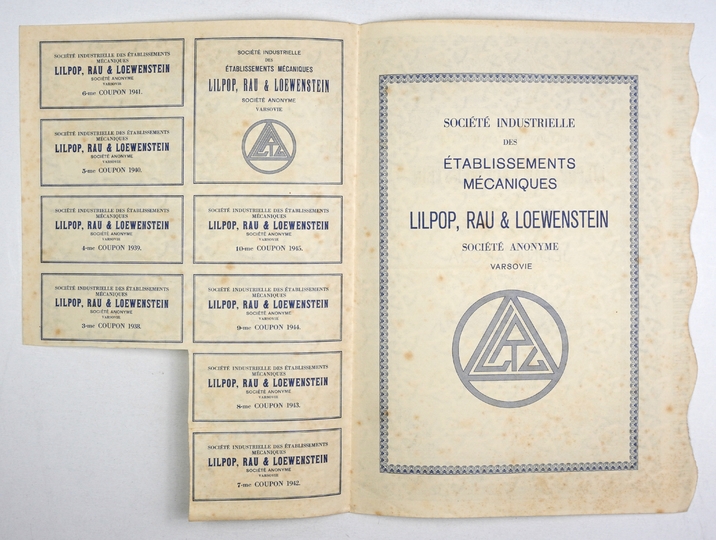 SOCIÉTÉ INDUSTRIELLE DES ÉTABLISSEMENTS
MÉCANIQUES
LILPOP, RAU & LOEWENSTEIN
SOCIÉTÉ ANONYME
VARSOVIE
6-me COUPON 1941.
SOCIÉTÉ INDUSTRIELLE DES ÉTABLISSEMENTS
MÉCANIQUES
LILPOP, RAU & LOEWENSTEIN
SOCIÉTÉ ANONYME
VARSOVIE
5-me COUPON 1940.
SOCIÉTÉ INDUSTRIELLE DES ÉTABLISSEMENTS
MÉCANIQUES
LILPOP, RAU & LOEWENSTEIN
SOCIÉTÉ ANONYME
VARSOVIE
4-me COUPON 1939.
SOCIÉTÉ INDUSTRIELLE DES ÉTABLISSEMENTS
MÉCANIQUES
LILPOP, RAU & LOEWENSTEIN
SOCIÉTÉ ANONYME
VARSOVIE
3-me COUPON 1938.
SOCIÉTÉ INDUSTRIELLE
DES
ÉTABLISSEMENTS MÉCANIQUES
LILPOP, RAU & LOEWENSTEIN
SOCIÉTÉ ANONYME
VARSOVIE
SOCIÉTÉ INDUSTRIELLE DES ÉTABLISSEMENTS
MÉCANIQUES
LILPOP, RAU & LOEWENSTEIN
SOCIÉTÉ ANONYME
VARSOVIE
10-me COUPON 1945.
SOCIÉTÉ INDUSTRIELLE DES ÉTABLISSEMENTS
MÉCANIQUES
LILPOP, RAU & LOEWENSTEIN
SOCIÉTÉ ANONYME
VARSOVIE
9-me COUPON 1944.
SOCIÉTÉ INDUSTRIELLE DES ÉTABLISSEMENTS
MÉCANIQUES
LILPOP, RAU & LOEWENSTEIN
SOCIÉTÉ ANONYME
VARSOVIE
8-me COUPON 1943.
SOCIÉTÉ INDUSTRIELLE DES ÉTABLISSEMENTS
MÉCANIQUES
LILPOP, RAU & LOEWENSTEIN
SOCIÉTÉ ANONYME
VARSOVIE
7-me COUPON 1942.
SOCIÉTÉ INDUSTRIELLE
DES
ÉTABLISSEMENTS
MÉCANIQUES
LILPOP, RAU & LOEWENSTEIN
SOCIÉTÉ ANONYME
VARSOVIE